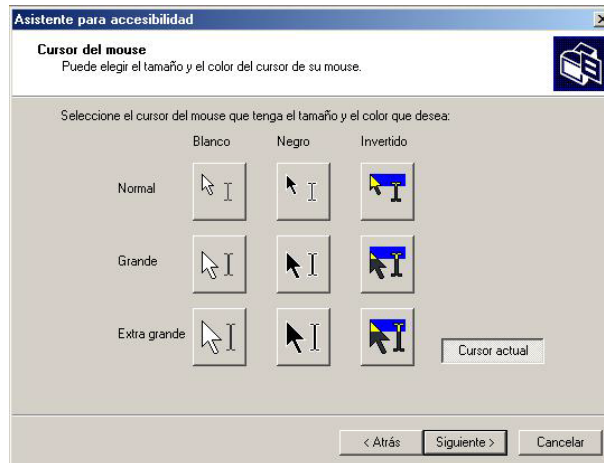 Asistente para accesibilidad
Cursor del mouse
Puede elegir el tamaño y el color del cursor de su mouse.
Seleccione el cursor del mouse que tenga el tamaño y el color que desea:
Blanco Negro Invertido
Normal
Grande
Extra grande
Cursor actual
< Atrás Siguiente > Cancelar